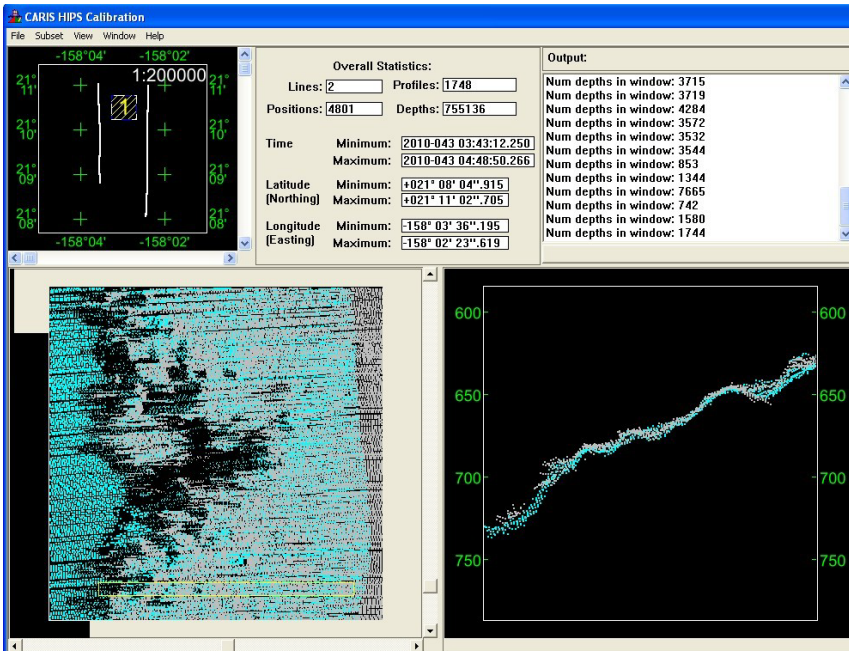 CARIS HIPS Calibration
File Subset View Window Help
-158°04' -158°02'
1:200000
21° 11' 21° 11'
1
21° 10' 21° 10'
21° 09' 21° 09'
21° 08' 21° 08'
-158°04' -158°02'
Overall Statistics:
Lines: 2 Profiles: 1748
Positions: 4801 Depths: 755136
Time Minimum: 2010-043 03:43:12.250
Maximum: 2010-043 04:48:50.266
Latitude Minimum: +021° 08' 04".915
(Northing) Maximum: +021° 11' 02".705
Longitude Minimum: -158° 03' 36".195
(Easting) Maximum: -158° 02' 23".619
Output:
Num depths in window: 3715
Num depths in window: 3719
Num depths in window: 4284
Num depths in window: 3572
Num depths in window: 3532
Num depths in window: 3544
Num depths in window: 853
Num depths in window: 1344
Num depths in window: 7665
Num depths in window: 742
Num depths in window: 1580
Num depths in window: 1744
600 600
650 650
700 700
750 750